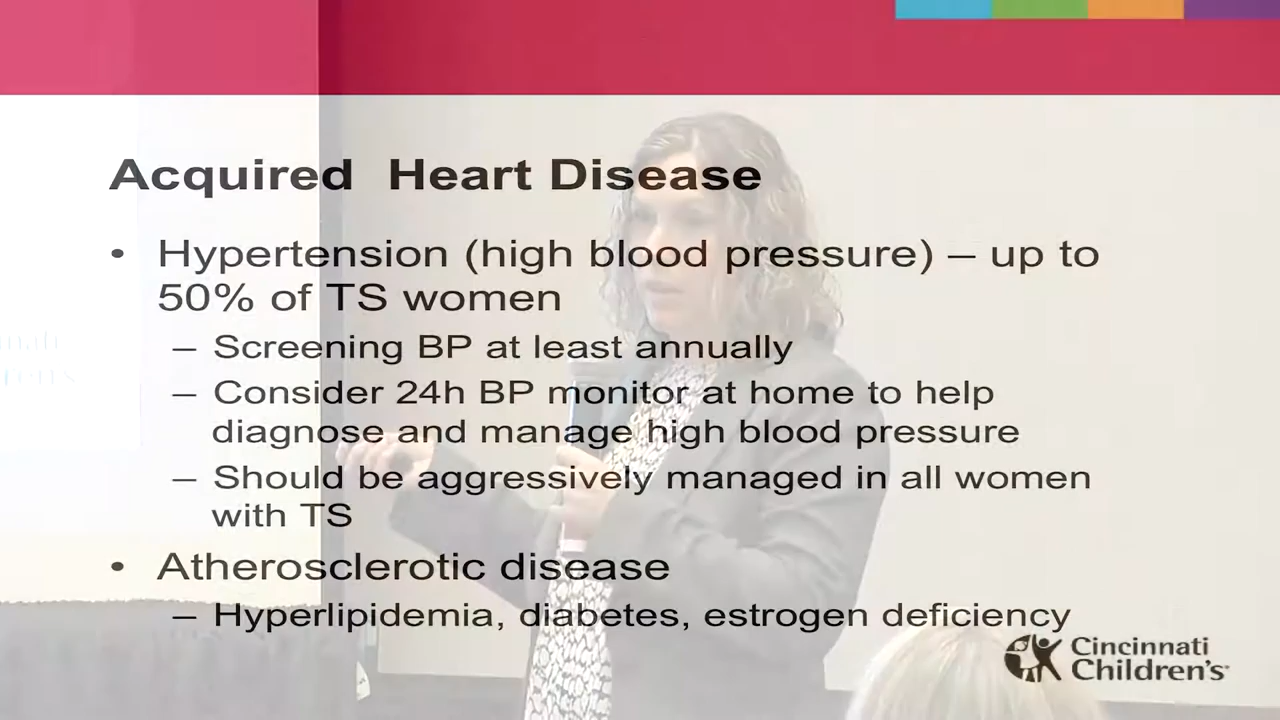 Acquired Heart Disease
• Hypertension (high blood pressure) – up to
50% of TS women
– Screening BP at least annually
– Consider 24h BP monitor at home to help
diagnose and manage high blood pressure
– Should be aggressively managed in all women
with TS
• Atherosclerotic disease
– Hyperlipidemia, diabetes, estrogen deficiency
Cincinnati
Children's